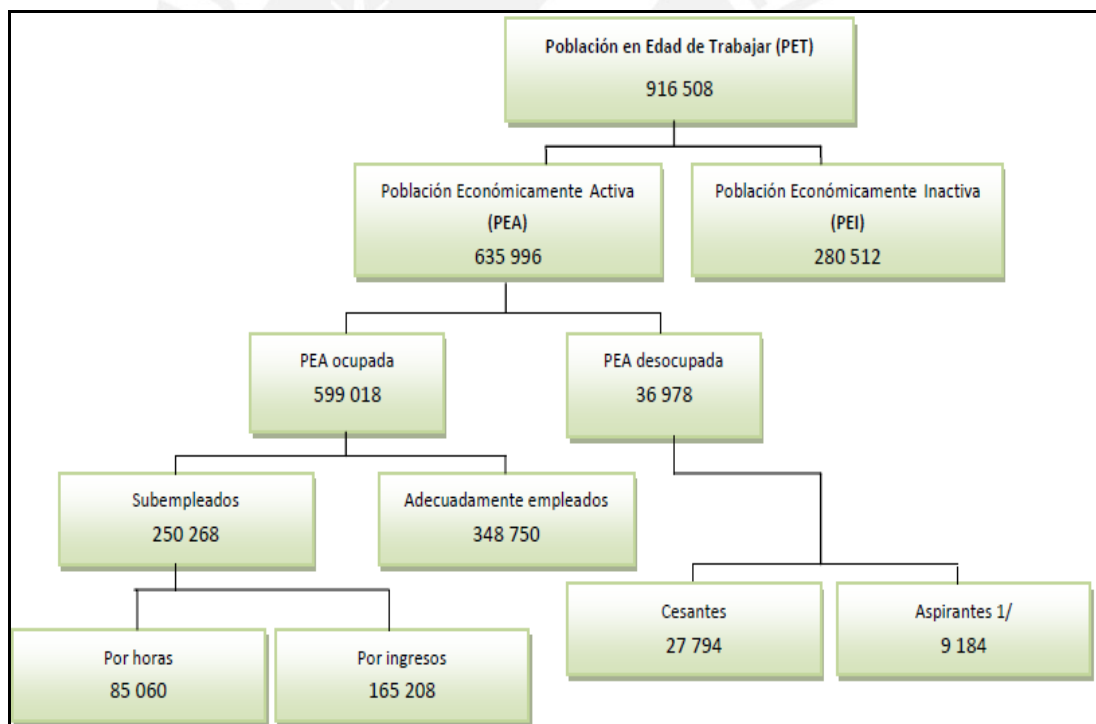 Población en Edad de Trabajar (PET)
916 508
Población Económicamente Activa
(PEA)
635 996
Población Económicamente Inactiva
(PEI)
280 512
PEA ocupada
599 018
PEA desocupada
36 978
Subempleados
250 268
Adecuadamente empleados
348 750
Cesantes
27 794
Aspirantes 1/
9 184
Por horas
85 060
Por ingresos
165 208